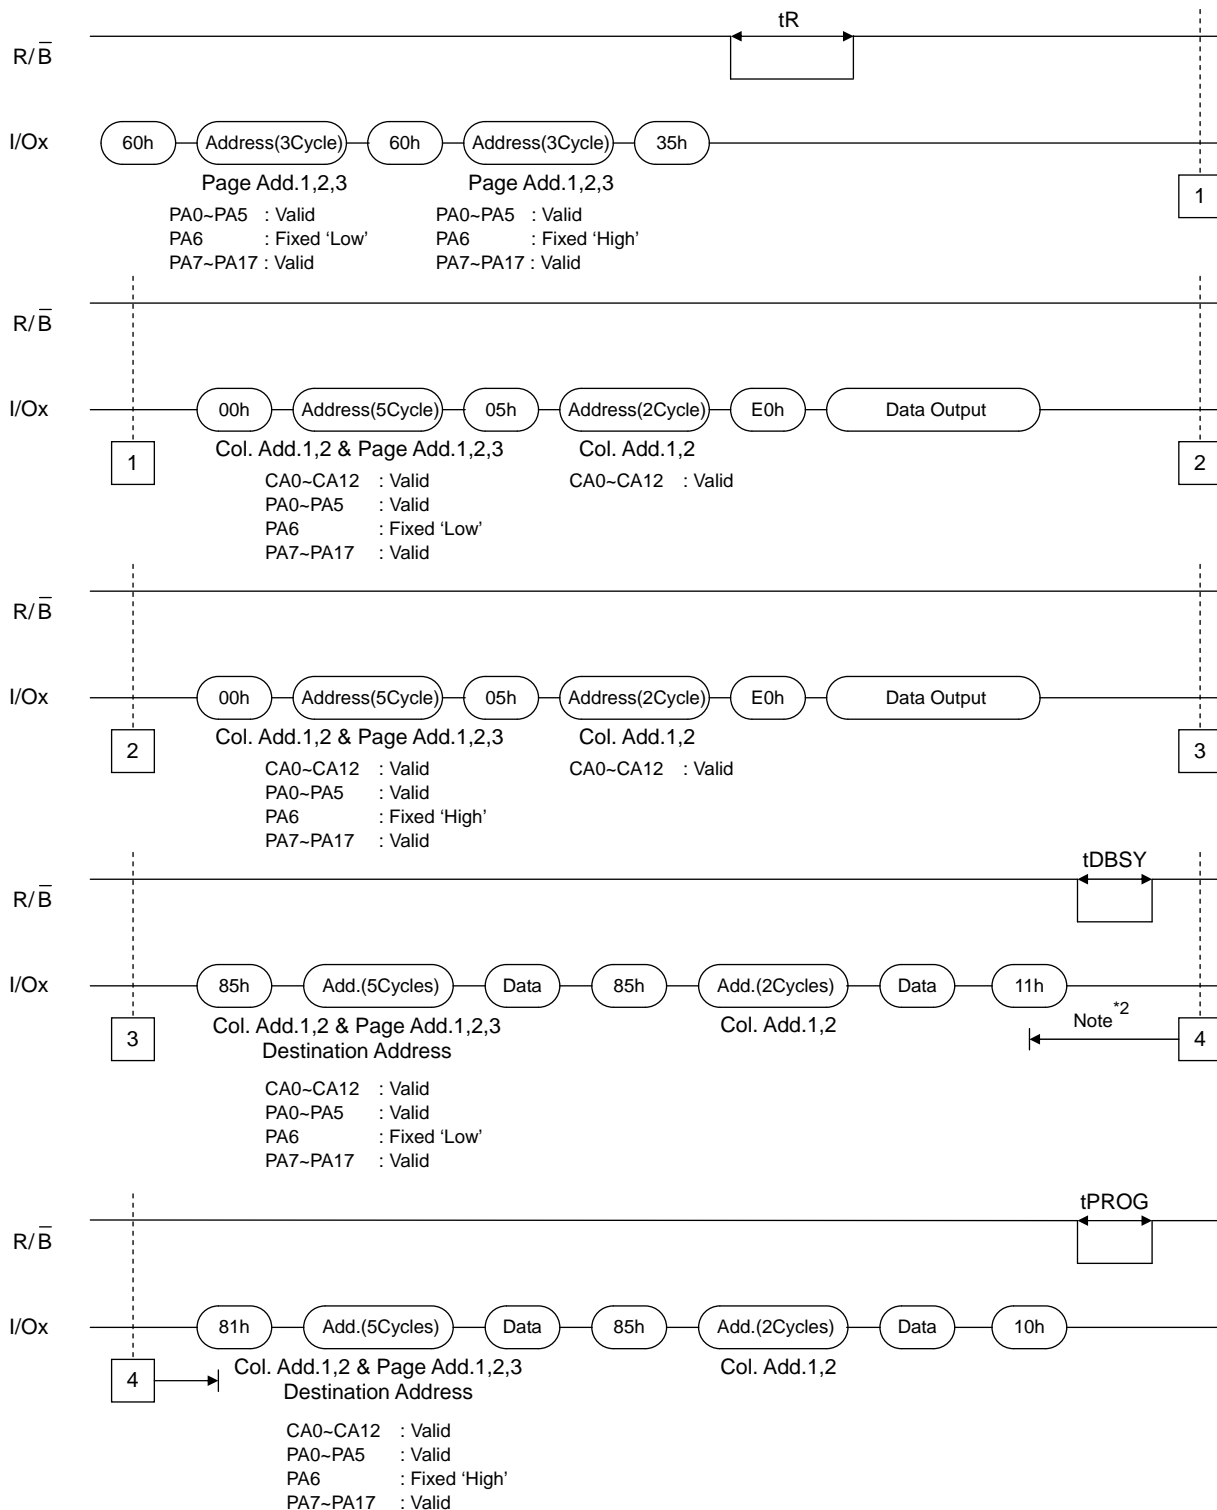 tR
R/B̅
I/Ox 60h Address(3Cycle) 60h Address(3Cycle) 35h
Page Add.1,2,3 Page Add.1,2,3
1
PA0~PA5 : Valid PA0~PA5 : Valid
PA6 : Fixed ‘Low’ PA6 : Fixed ‘High’
PA7~PA17 : Valid PA7~PA17 : Valid
R/B̅
I/Ox 00h Address(5Cycle) 05h Address(2Cycle) E0h Data Output
Col. Add.1,2 & Page Add.1,2,3 Col. Add.1,2
1 2
CA0~CA12 : Valid CA0~CA12 : Valid
PA0~PA5 : Valid
PA6 : Fixed ‘Low’
PA7~PA17 : Valid
R/B̅
I/Ox 00h Address(5Cycle) 05h Address(2Cycle) E0h Data Output
Col. Add.1,2 & Page Add.1,2,3 Col. Add.1,2
2 3
CA0~CA12 : Valid CA0~CA12 : Valid
PA0~PA5 : Valid
PA6 : Fixed ‘High’
PA7~PA17 : Valid
tDBSY
R/B̅
I/Ox 85h Add.(5Cycles) Data 85h Add.(2Cycles) Data 11h
Col. Add.1,2 & Page Add.1,2,3 Col. Add.1,2 Note*2
3 4
Destination Address
CA0~CA12 : Valid
PA0~PA5 : Valid
PA6 : Fixed ‘Low’
PA7~PA17 : Valid
tPROG
R/B̅
I/Ox 81h Add.(5Cycles) Data 85h Add.(2Cycles) Data 10h
Col. Add.1,2 & Page Add.1,2,3 Col. Add.1,2
4
Destination Address
CA0~CA12 : Valid
PA0~PA5 : Valid
PA6 : Fixed ‘High’
PA7~PA17 : Valid